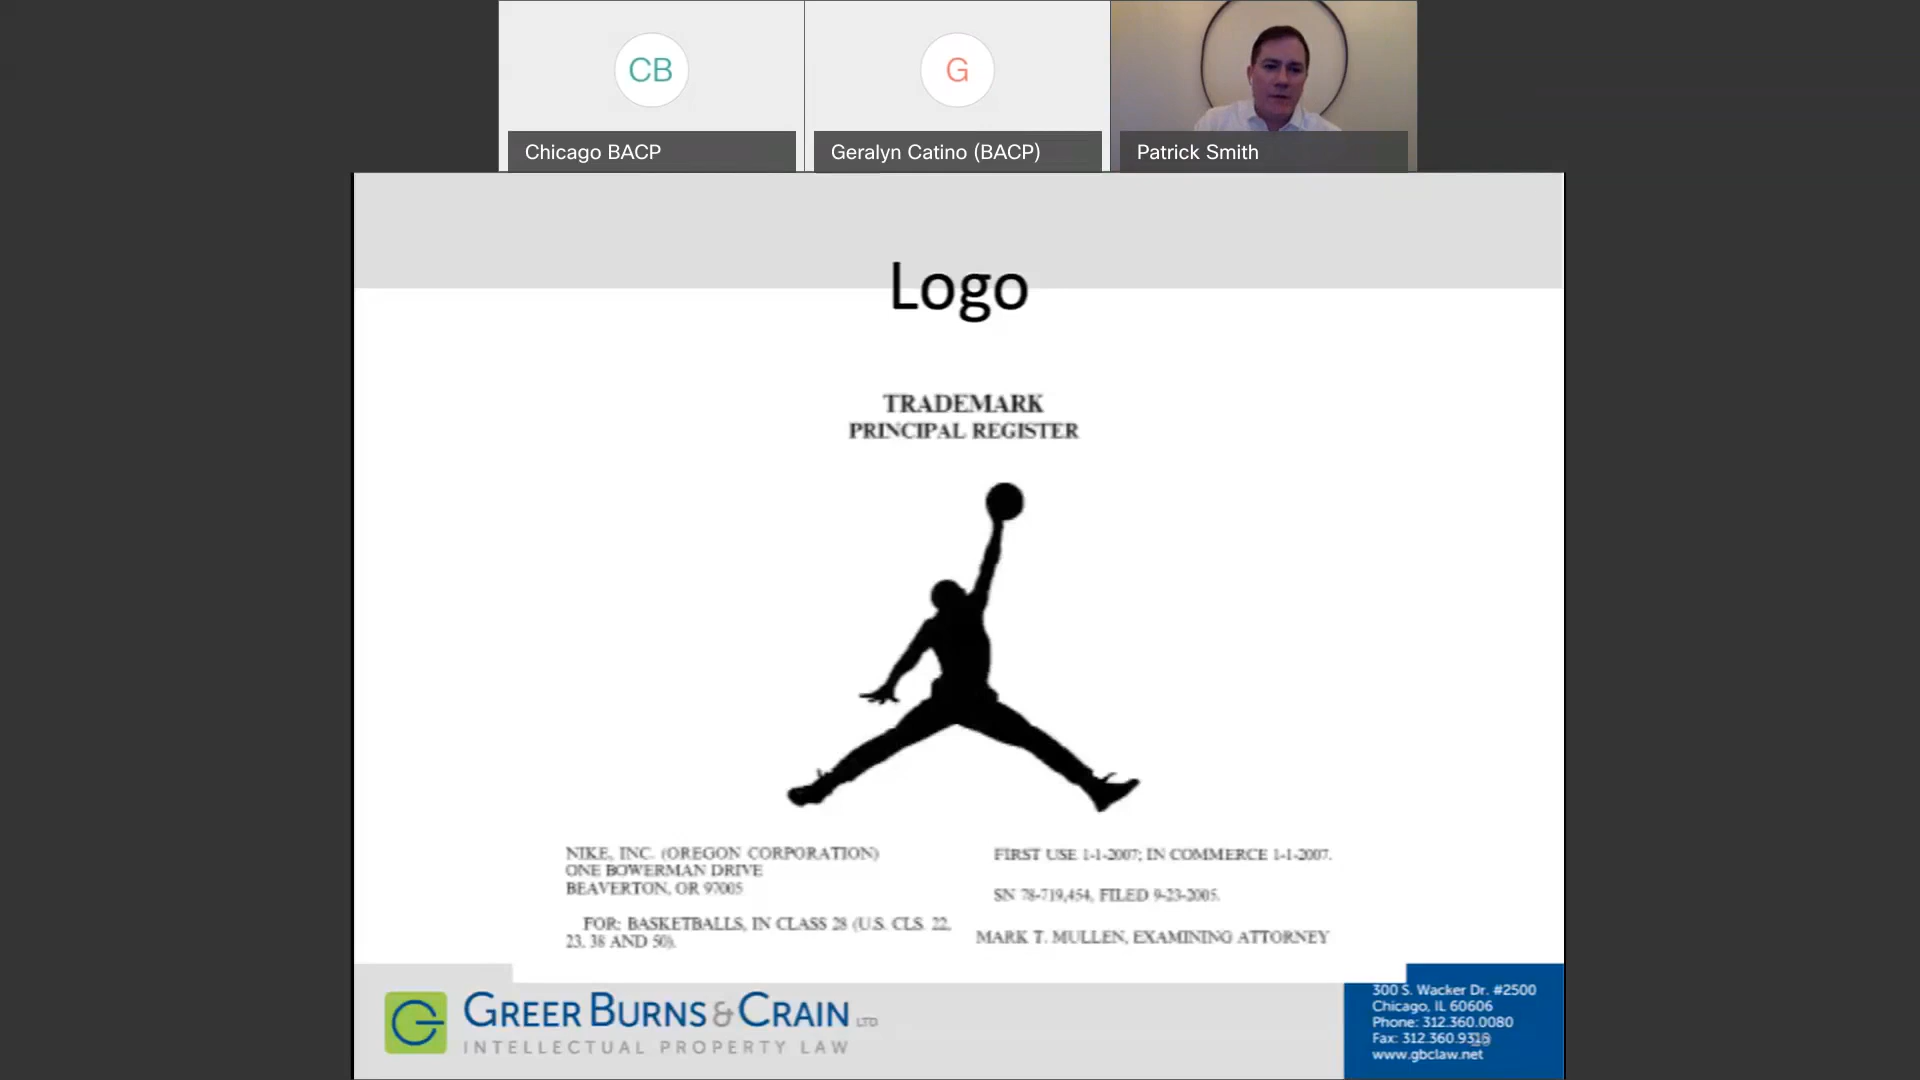 CB
G
Chicago BACP
Geralyn Catino (BACP)
Patrick Smith
Logo
TRADEMARK
PRINCIPAL REGISTER
NIKE, INC. (OREGON CORPORATION)
ONE BOWERMAN DRIVE
BEAVERTON, OR 97005
FOR: BASKETBALLS, IN CLASS 28 (U.S. CLS. 22,
23, 38 AND 50).
FIRST USE 1-1-2007; IN COMMERCE 1-1-2007.
SN 78-719,454, FILED 9-23-2005.
MARK T. MULLEN, EXAMINING ATTORNEY
GREER BURNS & CRAIN LTD
INTELLECTUAL PROPERTY LAW
300 S. Wacker Dr. #2500
Chicago, IL 60606
Phone: 312.360.0080
Fax:
www.gbclaw.net